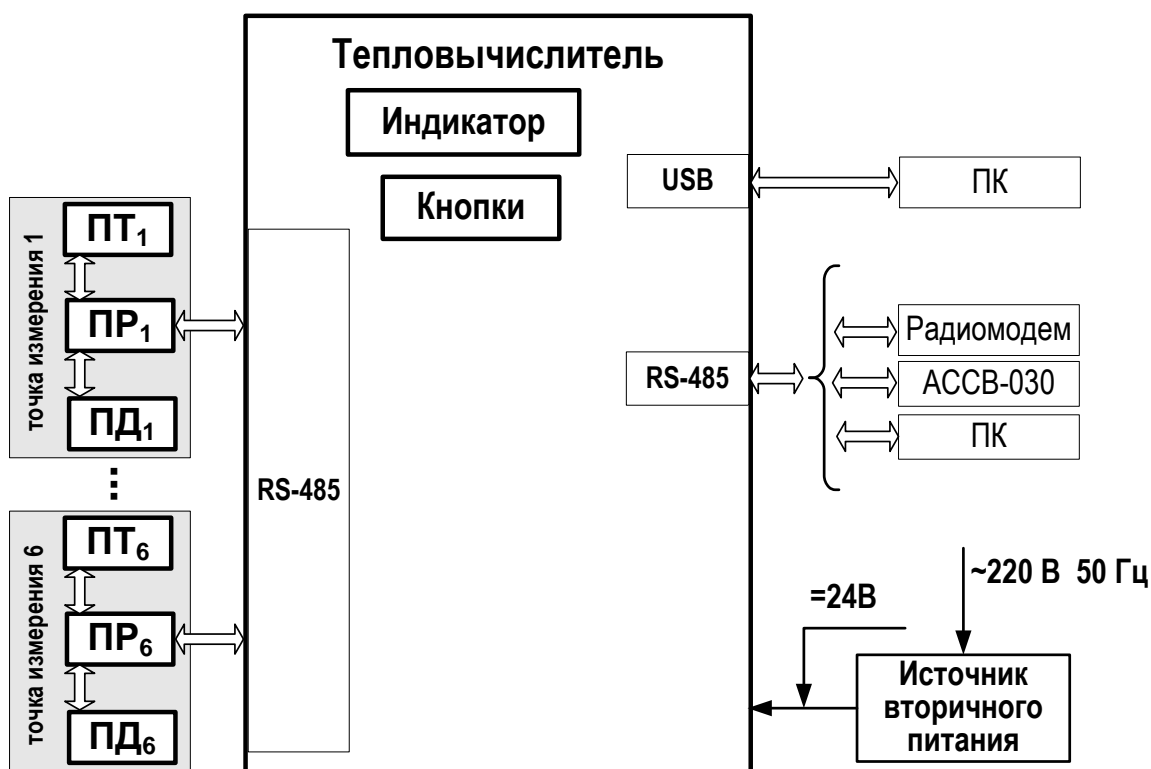 Тепловычислитель
Индикатор
Кнопки
USB
ПК
точка измерения 1
ПТ1
ПР1
ПД1
RS-485
RS-485
Радиомодем
АССВ-030
ПК
⋮
точка измерения 6
ПТ6
ПР6
ПД6
~220 В 50 Гц
=24В
Источник
вторичного
питания